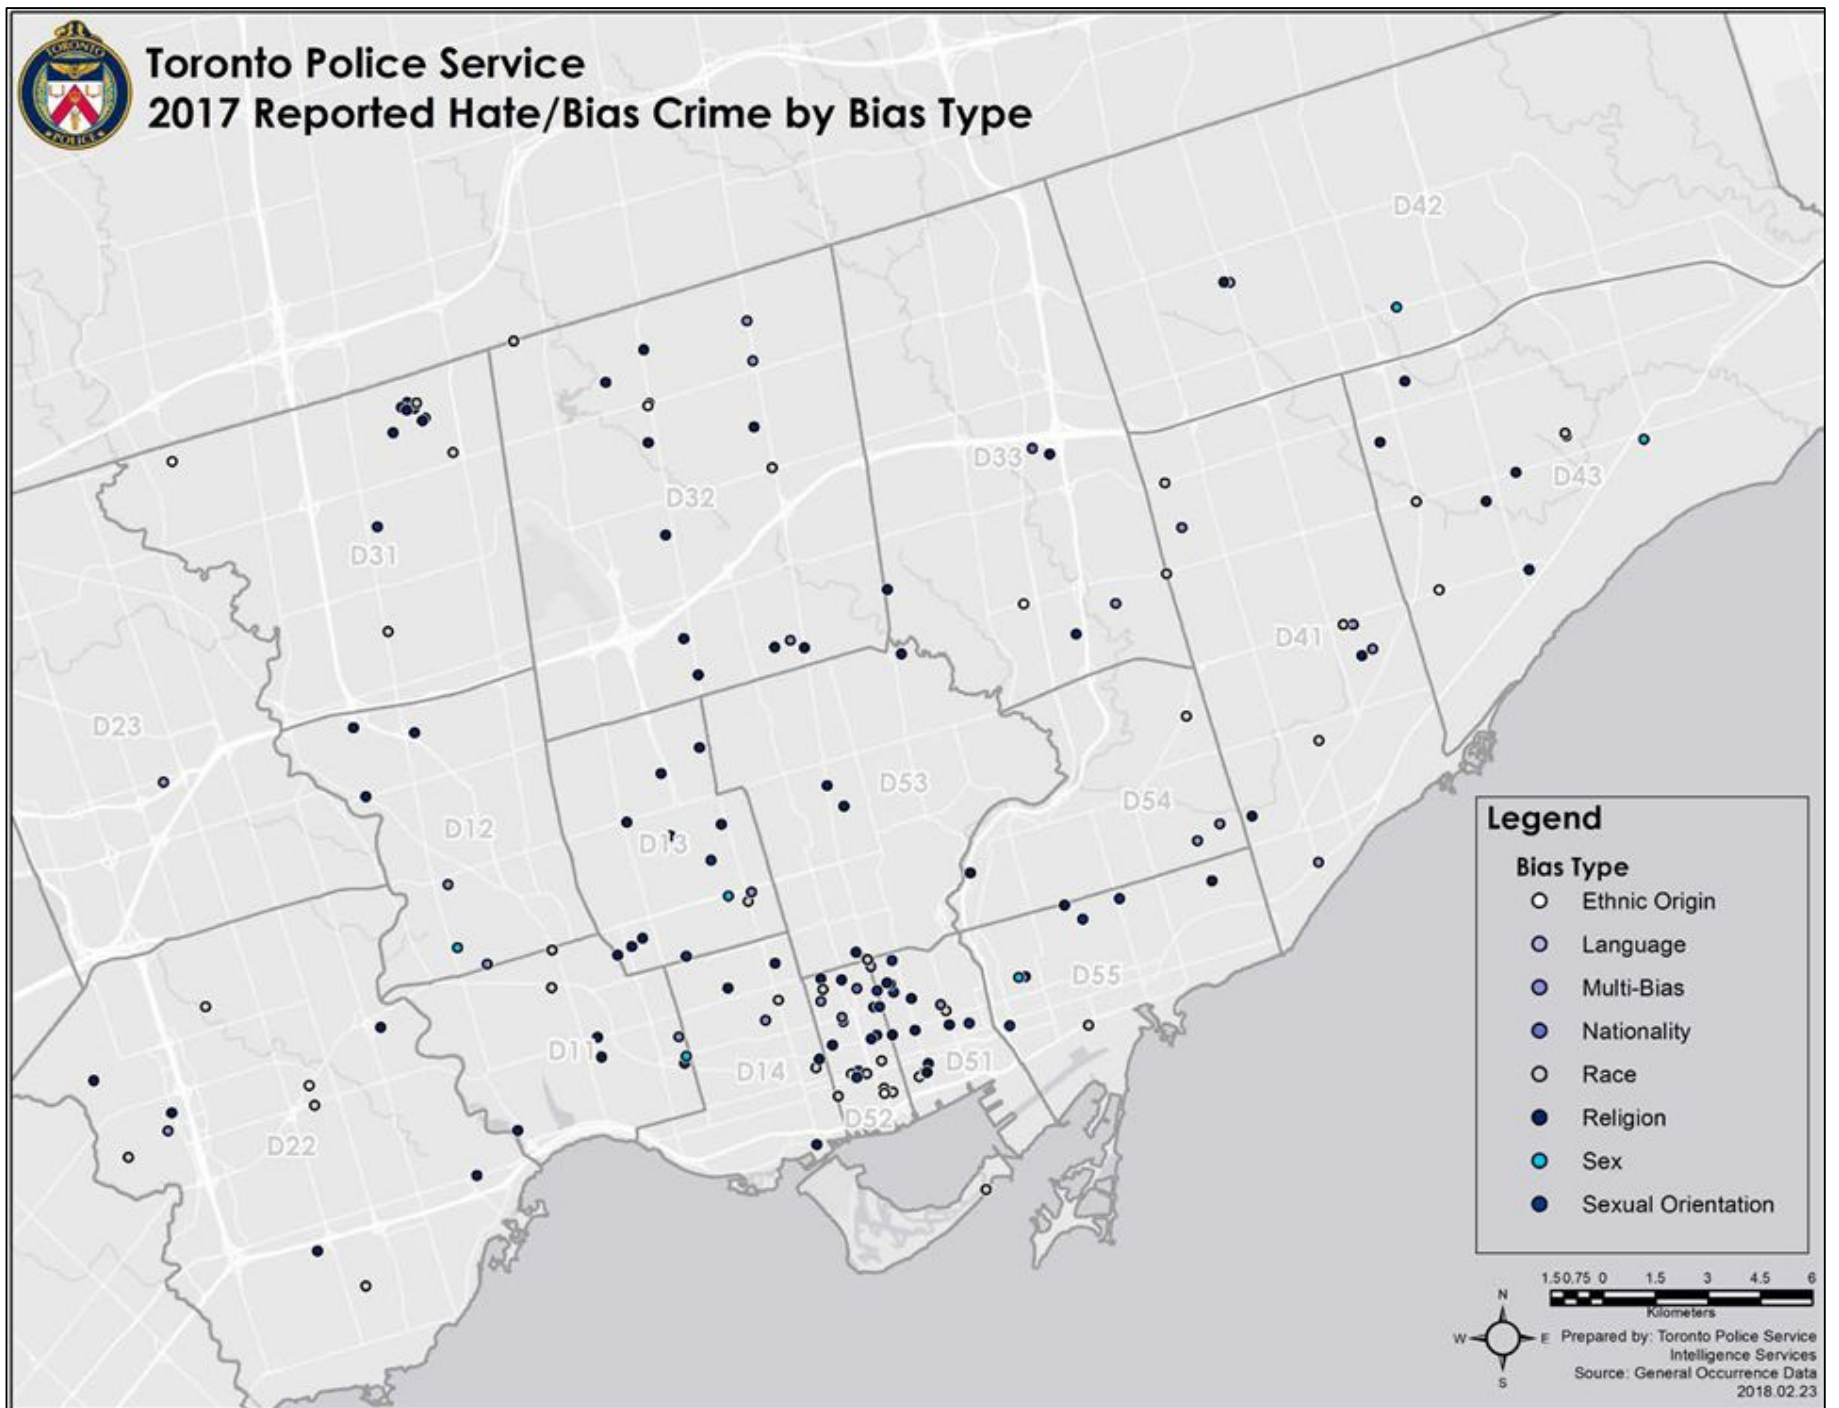 TORONTO
POLICE
Toronto Police Service
2017 Reported Hate/Bias Crime by Bias Type
D42
D33
D43
D32
D31
D41
D23
D53
D54
D12
D13
D55
D11
D14
D51
D52
D22
Legend
Bias Type
Ethnic Origin
Language
Multi-Bias
Nationality
Race
Religion
Sex
Sexual Orientation
1.5 0.75 0 1.5 3 4.5 6
Kilometers
N
W E
S
Prepared by: Toronto Police Service
Intelligence Services
Source: General Occurrence Data
2018.02.23